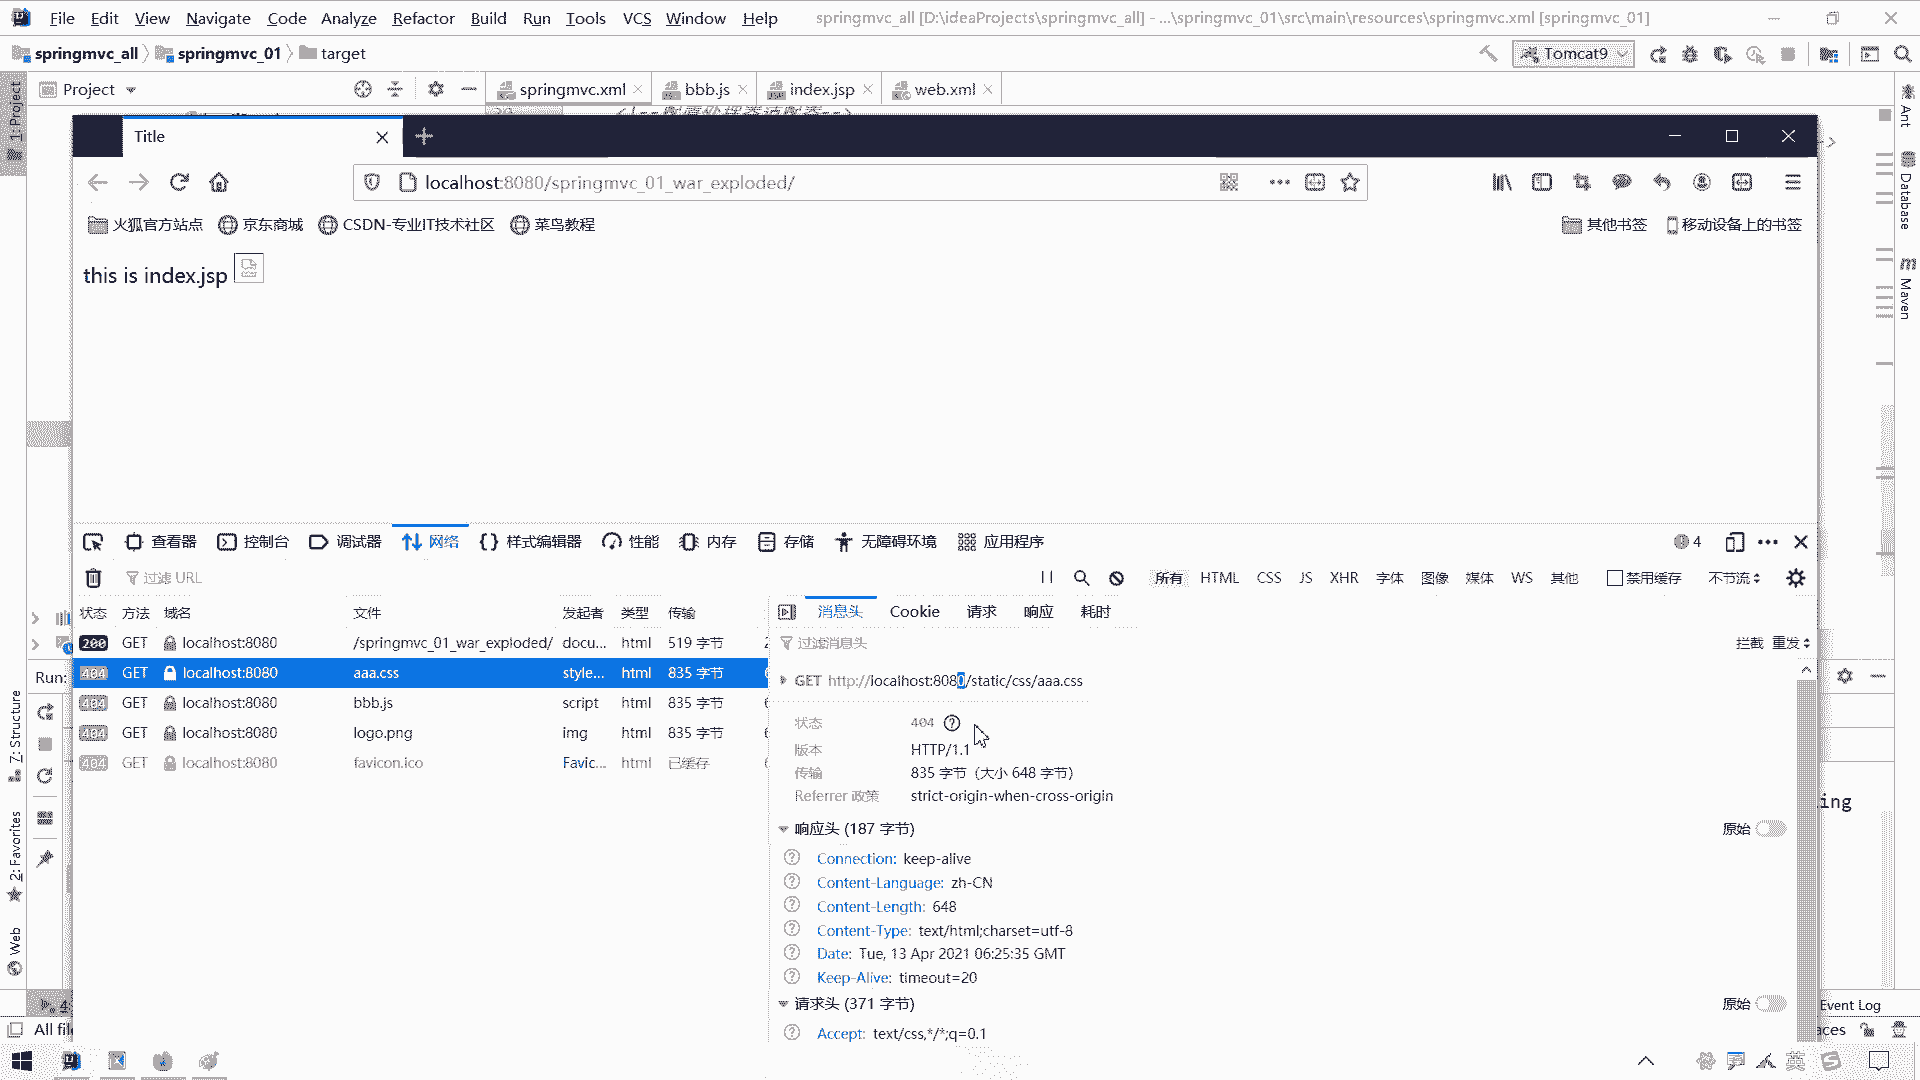 File Edit View Navigate Code Analyze Refactor Build Run Tools VCS Window Help springmvc_all [D:\ideaProjects\springmvc_all] - ...\springmvc_01\src\main\resources\springmvc.xml [springmvc_01]
springmvc_all springmvc_01 target Tomcat9
Project springmvc.xml bbb.js index.jsp web.xml
1: Project
Ant
Database
Maven
Title
localhost:8080/springmvc_01_war_exploded/
火狐官方站点 京东商城 CSDN-专业IT技术社区 菜鸟教程 其他书签 移动设备上的书签
this is index.jsp
查看器 控制台 调试器 网络 样式编辑器 性能 内存 存储 无障碍环境 应用程序 4
过滤 URL 所有 HTML CSS JS XHR 字体 图像 媒体 WS 其他 禁用缓存 不节流
状态 方法 域名 文件 发起者 类型 传输
200 GET localhost:8080 /springmvc_01_war_exploded/ docu... html 519 字节
404 GET localhost:8080 aaa.css style... html 835 字节
404 GET localhost:8080 bbb.js script html 835 字节
404 GET localhost:8080 logo.png img html 835 字节
404 GET localhost:8080 favicon.ico Favic... html 已缓存
消息头 Cookie 请求 响应 耗时
过滤消息头 拦截 重发
GET http://localhost:8080/static/css/aaa.css
状态 404
版本 HTTP/1.1
传输 835 字节（大小 648 字节）
Referrer 政策 strict-origin-when-cross-origin
响应头 (187 字节) 原始
Connection: keep-alive
Content-Language: zh-CN
Content-Length: 648
Content-Type: text/html;charset=utf-8
Date: Tue, 13 Apr 2021 06:25:35 GMT
Keep-Alive: timeout=20
请求头 (371 字节) 原始
Accept: text/css,*/*;q=0.1
Run:
7: Structure
2: Favorites
Web
Event Log
All file
英